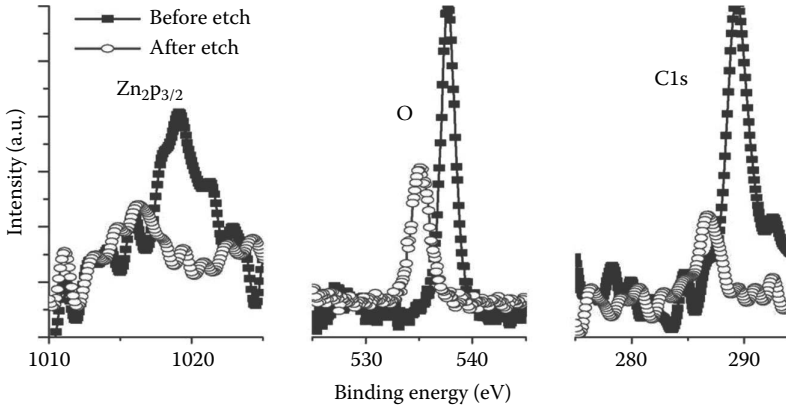 Before etch
After etch
Zn₂p₃/₂
O
C1s
Intensity (a.u.)
1010 1020 530 540 280 290
Binding energy (eV)